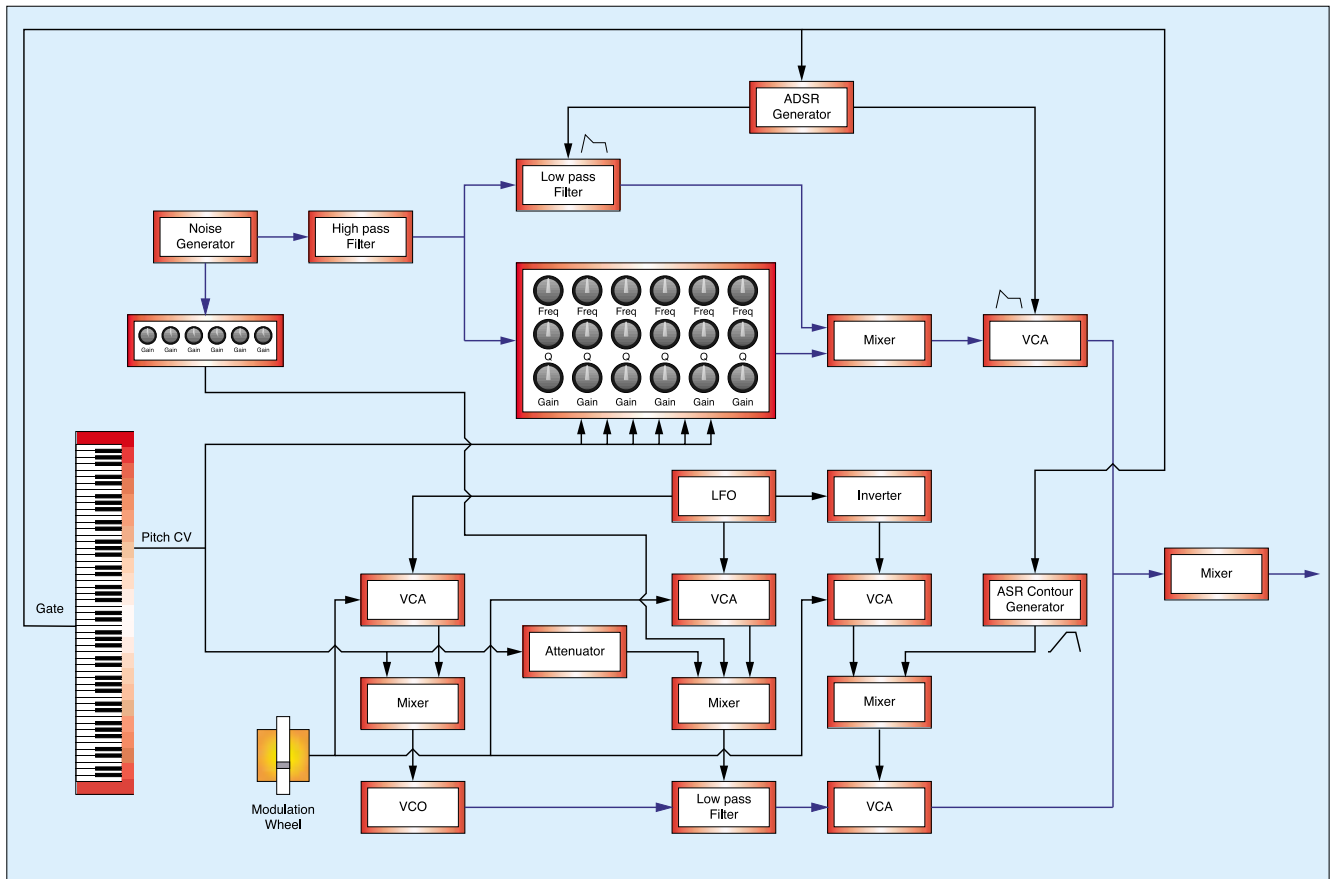 ADSR
Generator
Low pass
Filter
Noise
Generator
High pass
Filter
Freq Freq Freq Freq Freq Freq
Q Q Q Q Q Q
Gain Gain Gain Gain Gain Gain
Gain Gain Gain Gain Gain Gain
Mixer
VCA
LFO
Inverter
Pitch CV
Gate
VCA
VCA
VCA
ASR Contour
Generator
Mixer
Attenuator
Mixer
Mixer
Mixer
Modulation
Wheel
VCO
Low pass
Filter
VCA